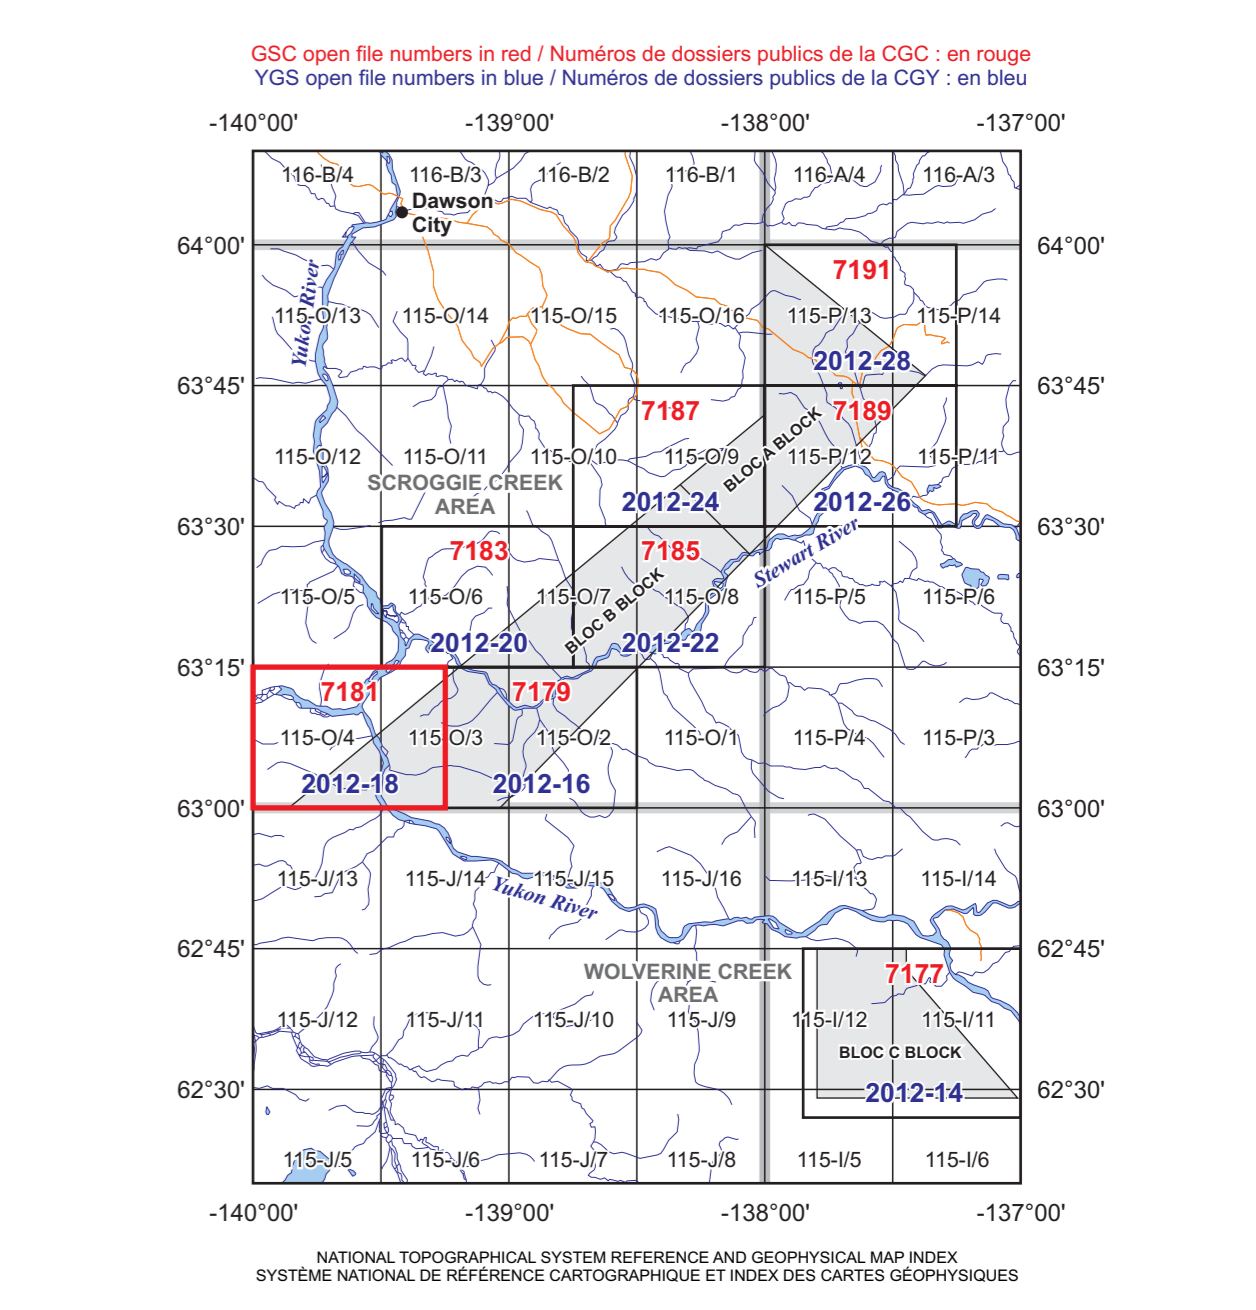 GSC open file numbers in red / Numéros de dossiers publics de la CGC : en rouge
YGS open file numbers in blue / Numéros de dossiers publics de la CGY : en bleu
-140°00' -139°00' -138°00' -137°00'
116-B/4 116-B/3 116-B/2 116-B/1 116-A/4 116-A/3
Dawson
City
64°00' 64°00'
7191
Yukon River
115-O/13 115-O/14 115-O/15 115-O/16 115-P/13 115-P/14
2012-28
63°45' 63°45'
7187 7189
BLOC A BLOCK
115-O/12 115-O/11 115-O/10 115-O/9 115-P/12 115-P/11
SCROGGIE CREEK
AREA
2012-24 2012-26
63°30' 63°30'
7183 7185
Stewart River
BLOC B BLOCK
115-O/5 115-O/6 115-O/7 115-O/8 115-P/5 115-P/6
2012-20 2012-22
63°15' 63°15'
7181 7179
115-O/4 115-O/3 115-O/2 115-O/1 115-P/4 115-P/3
2012-18 2012-16
63°00' 63°00'
115-J/13 115-J/14 115-J/15 115-J/16 115-I/13 115-I/14
Yukon River
62°45' 62°45'
WOLVERINE CREEK
AREA
7177
115-J/12 115-J/11 115-J/10 115-J/9 115-I/12 115-I/11
BLOC C BLOCK
62°30' 2012-14 62°30'
115-J/5 115-J/6 115-J/7 115-J/8 115-I/5 115-I/6
-140°00' -139°00' -138°00' -137°00'
NATIONAL TOPOGRAPHICAL SYSTEM REFERENCE AND GEOPHYSICAL MAP INDEX
SYSTÈME NATIONAL DE RÉFÉRENCE CARTOGRAPHIQUE ET INDEX DES CARTES GÉOPHYSIQUES